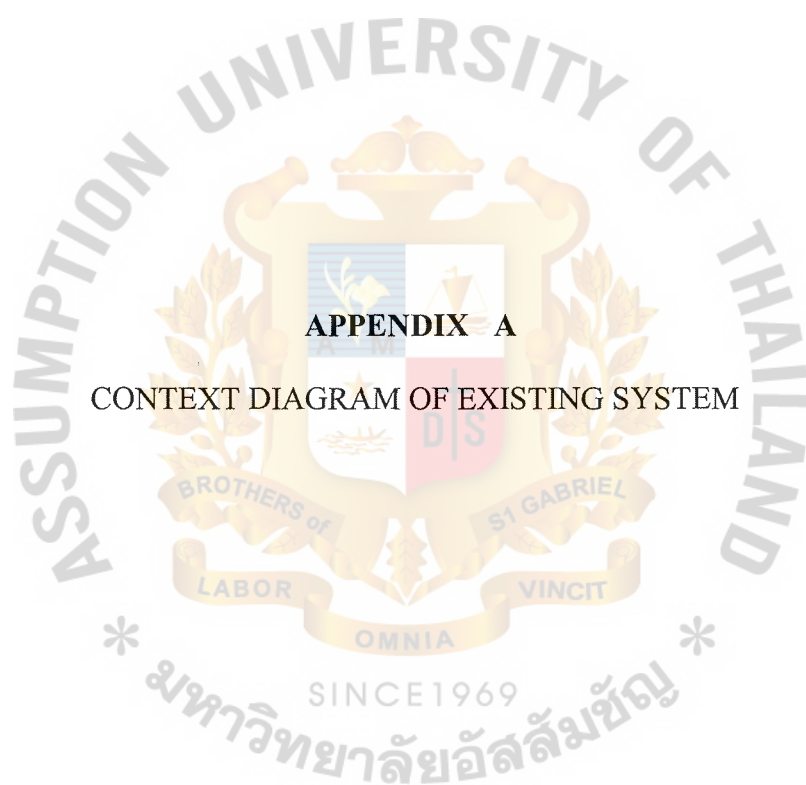 ASSUMPTION UNIVERSITY OF THAILAND
APPENDIX A
A M
CONTEXT DIAGRAM OF EXISTING SYSTEM
D S
BROTHERS of S1 GABRIEL
LABOR VINCIT
OMNIA
SINCE1969
* มหาวิทยาลัยอัสสัมชัญ *